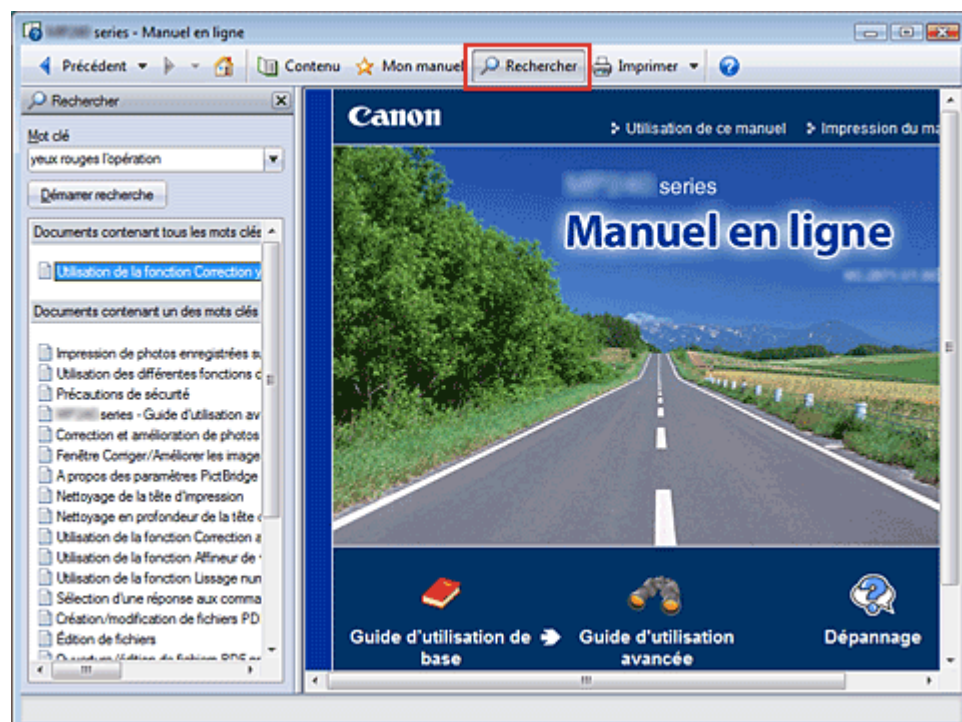 series - Manuel en ligne
Précédent
Contenu
Mon manuel
Rechercher
Imprimer
Rechercher
Mot clé
yeux rouges l'opération
Démarrer recherche
Documents contenant tous les mots clés
Utilisation de la fonction Correction y
Documents contenant un des mots clés
Impression de photos enregistrées su
Utilisation des différentes fonctions d
Précautions de sécurté
series - Guide d'utilisation av
Correction et amélioration de photos
Fenêtre Corriger/Améliorer les image
A propos des paramètres PictBridge
Nettoyage de la tête d'impression
Nettoyage en profondeur de la tête d
Utilisation de la fonction Correction a
Utilisation de la fonction Affineur de
Utilisation de la fonction Lissage num
Sélection d'une réponse aux comma
Création/modification de fichiers PD
Édition de fichiers
Canon
Utilisation de ce manuel
Impression du ma
series
Manuel en ligne
Guide d'utilisation de base
Guide d'utilisation avancée
Dépannage